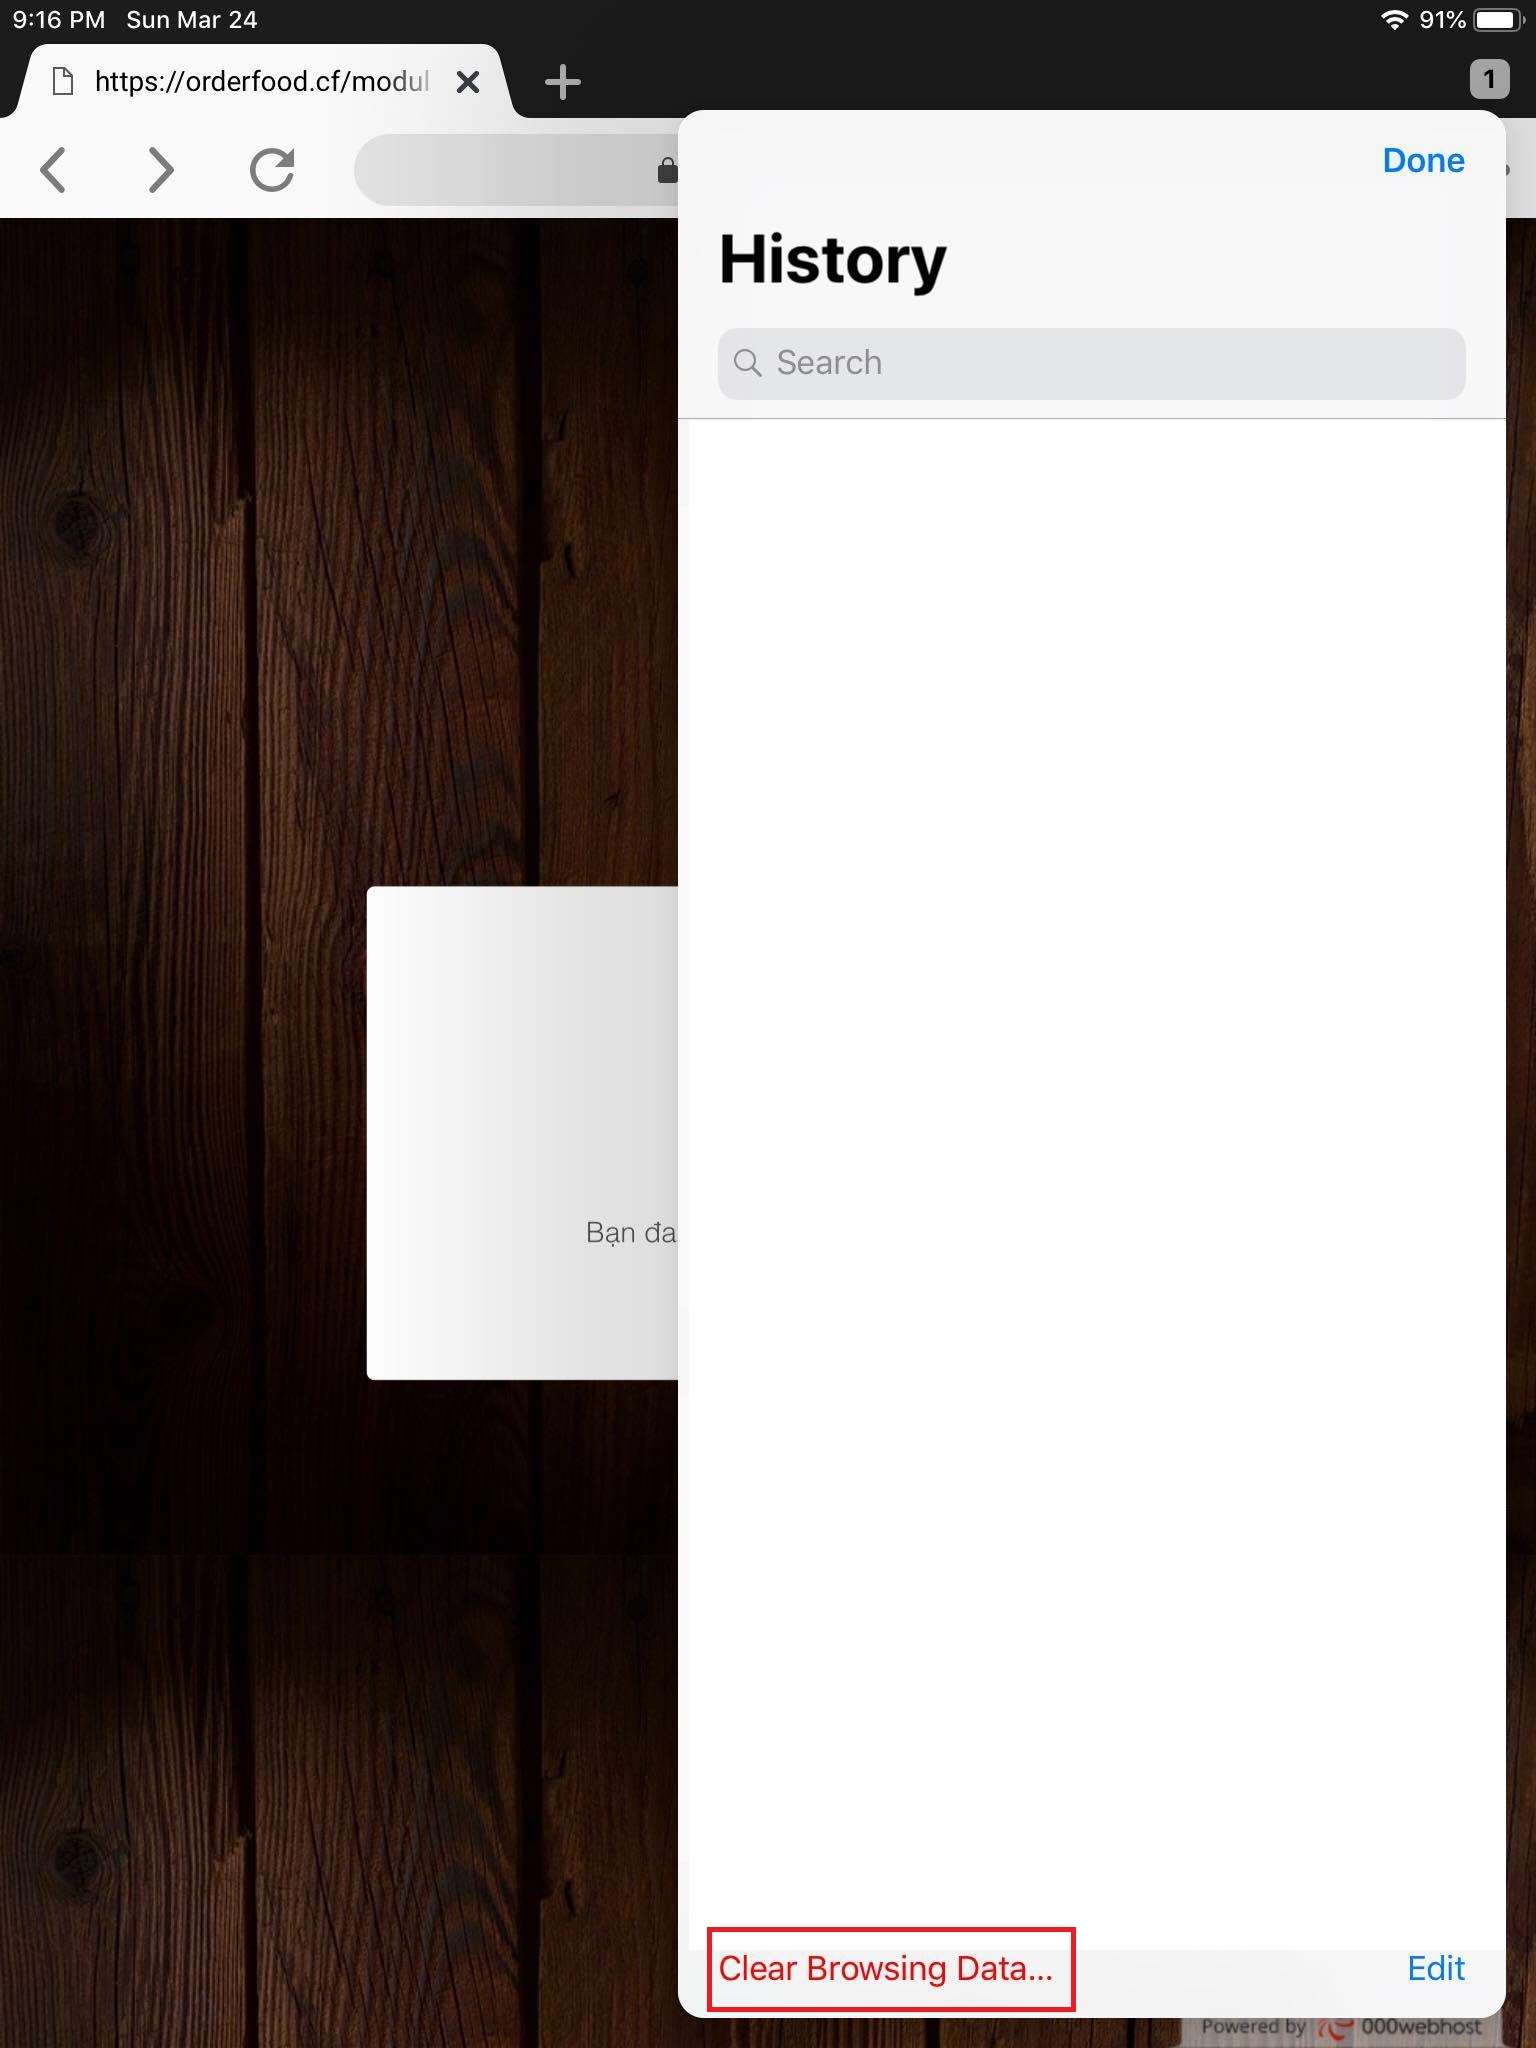 9:16 PM Sun Mar 24
91%
https://orderfood.cf/modul
1
Done
History
Search
Bạn đa
Clear Browsing Data...
Edit
Powered by 000webhost